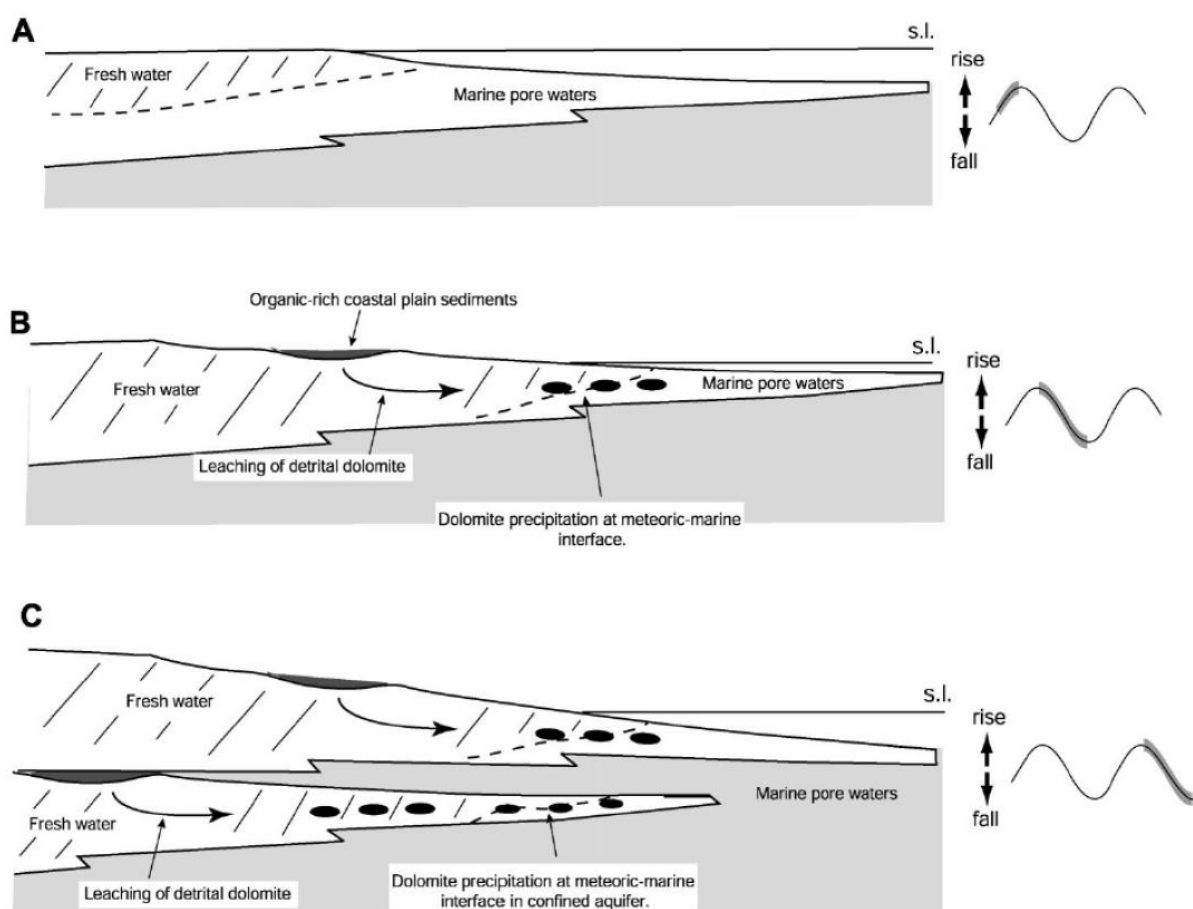 A
s.l.
rise
Fresh water
Marine pore waters
fall
Organic-rich coastal plain sediments
B
s.l.
rise
Fresh water
Marine pore waters
fall
Leaching of detrital dolomite
Dolomite precipitation at meteoric-marine
interface.
C
s.l.
rise
Fresh water
Marine pore waters
fall
Fresh water
Leaching of detrital dolomite
Dolomite precipitation at meteoric-marine
interface in confined aquifer.